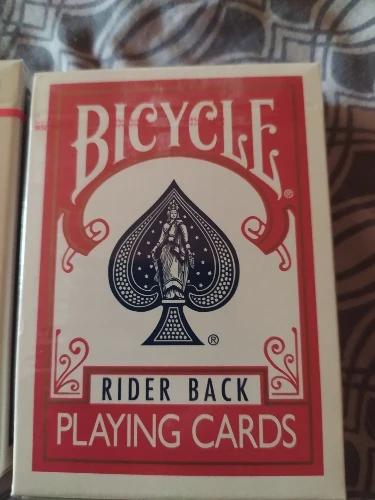 BICYCLE®
®
RIDER BACK
PLAYING CARDS